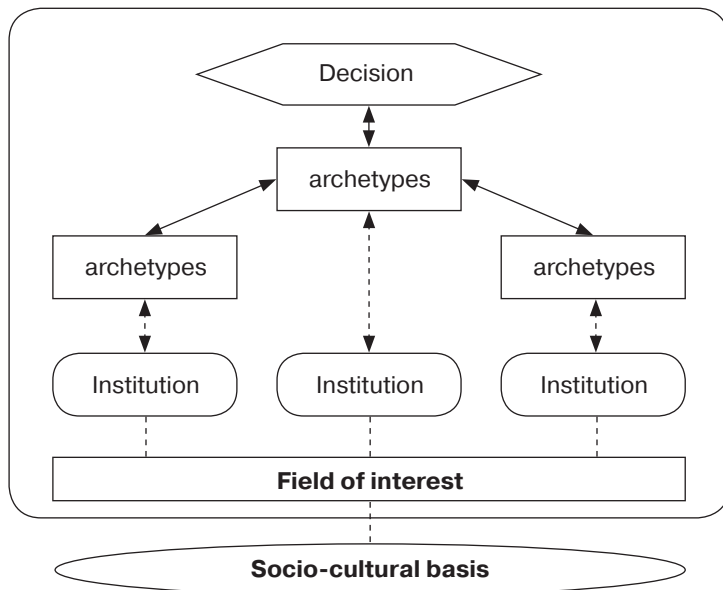 Decision
archetypes
archetypes
archetypes
Institution
Institution
Institution
Field of interest
Socio-cultural basis